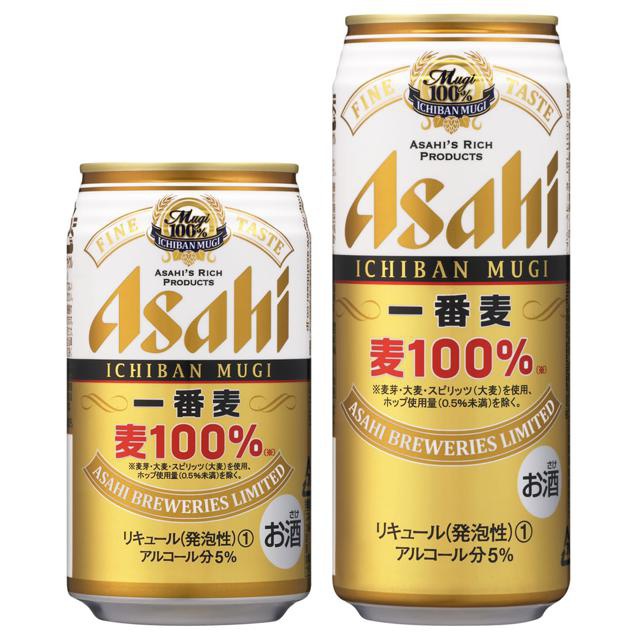 FINE TASTE
Mugi
100%
ICHIBAN MUGI
ASAHI'S RICH
PRODUCTS
Asahi
ICHIBAN MUGI
一番麦
麦100%(※)
※麦芽・大麦・スピリッツ(大麦)を使用、
ホップ使用量(0.5%未満)を除く。
ASAHI BREWERIES LIMITED
さけ
お酒
リキュール(発泡性)①
アルコール分5%
FINE TASTE
Mugi
100%
ICHIBAN MUGI
ASAHI'S RICH
PRODUCTS
Asahi
ICHIBAN MUGI
一番麦
麦100%(※)
※麦芽・大麦・スピリッツ(大麦)を使用、
ホップ使用量(0.5%未満)を除く。
ASAHI BREWERIES LIMITED
さけ
お酒
リキュール(発泡性)①
アルコール分5%